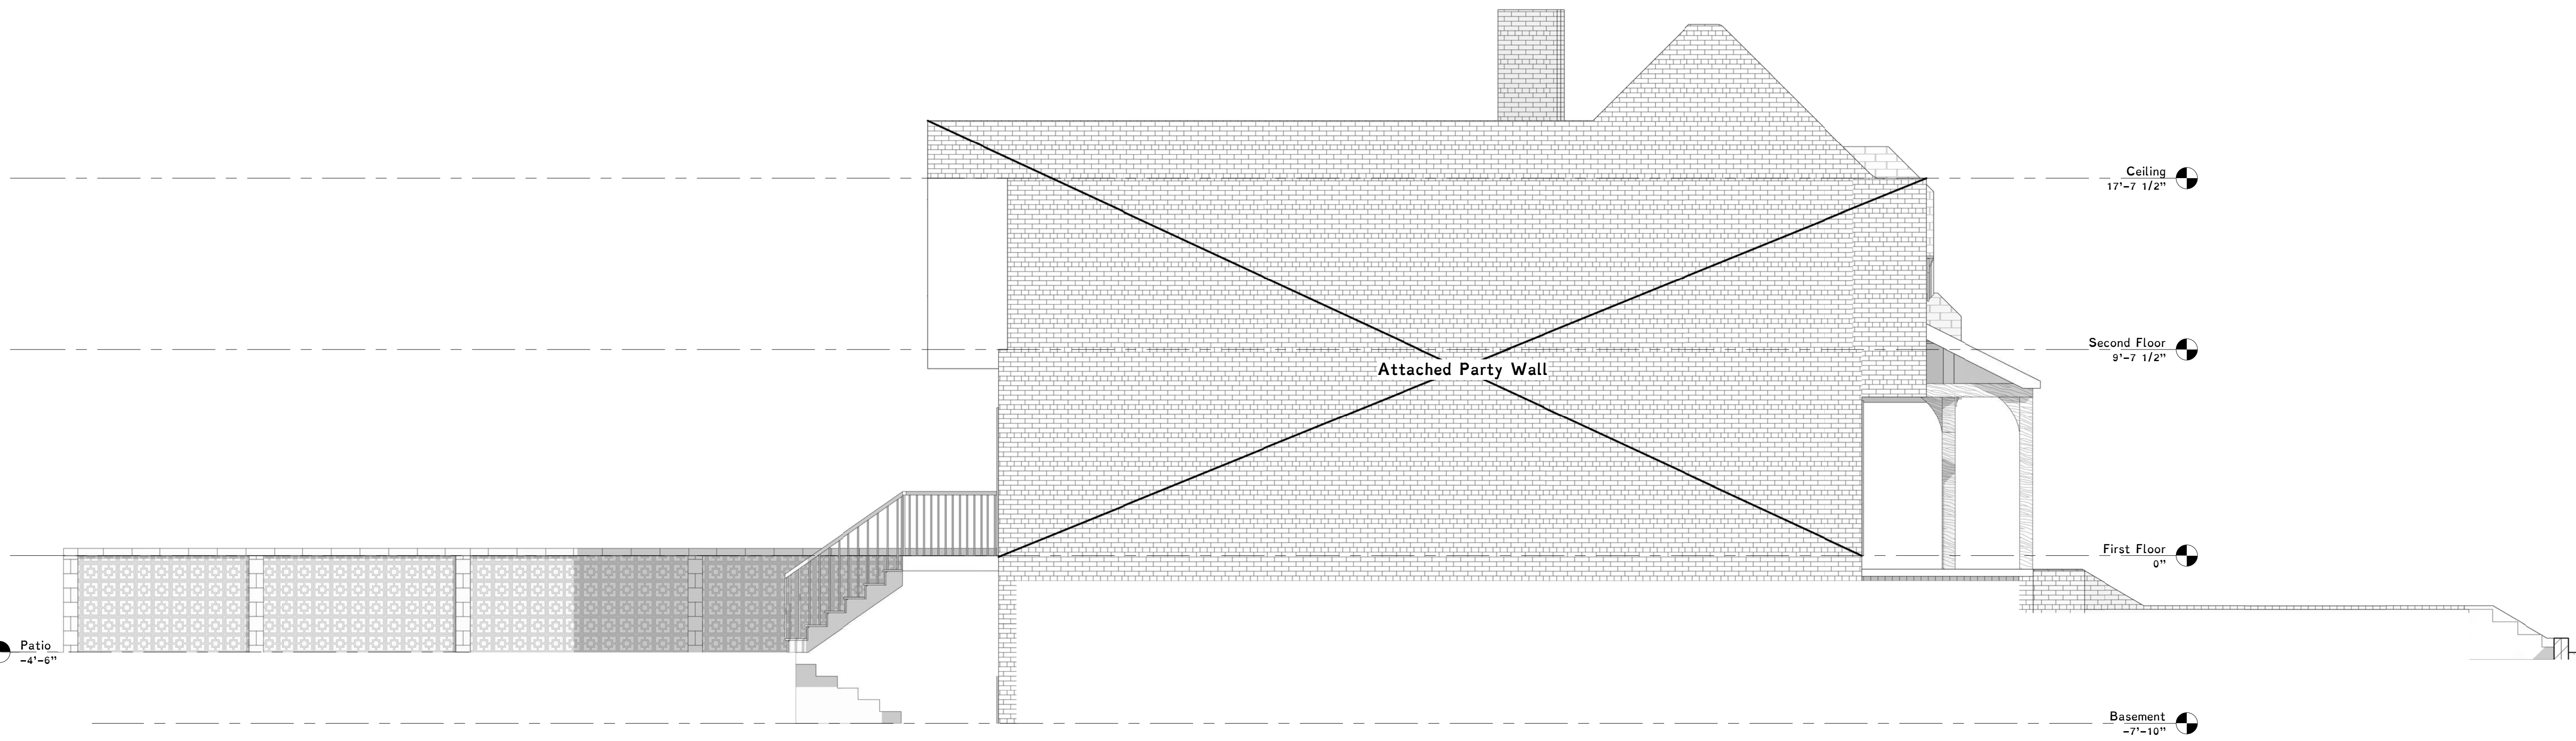 Ceiling
17'-7 1/2"
Second Floor
9'-7 1/2"
Attached Party Wall
First Floor
0"
Patio
-4'-6"
Basement
-7'-10"